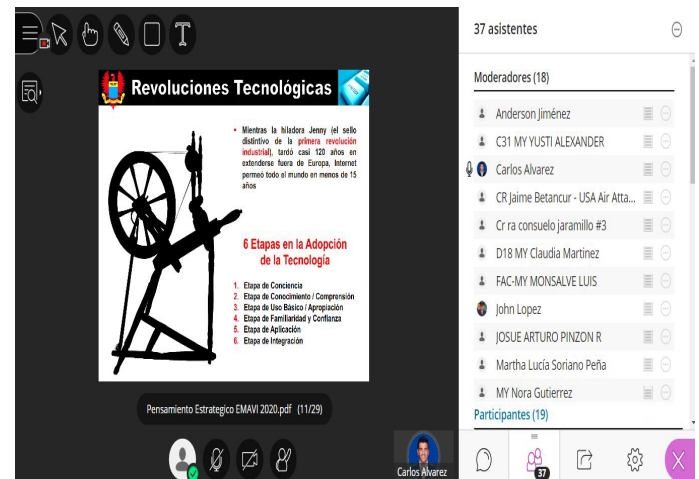 37 asistentes
Moderadores (18)
Anderson Jiménez
C31 MY YUSTI ALEXANDER
Carlos Alvarez
CR Jaime Betancur - USA Air Atta...
Cr ra consuelo jaramillo #3
D18 MY Claudia Martinez
FAC-MY MONSALVE LUIS
John Lopez
JOSUE ARTURO PINZON R
Martha Lucía Soriano Peña
MY Nora Gutierrez
Participantes (19)
37
T
Revoluciones Tecnológicas
Mientras la hiladora Jenny (el sello
distintivo de la primera revolución
industrial), tardó casi 120 años en
extenderse fuera de Europa, Internet
permeó todo el mundo en menos de 15
años
6 Etapas en la Adopción
de la Tecnología
1. Etapa de Conciencia
2. Etapa de Conocimiento / Comprensión
3. Etapa de Uso Básico / Apropiación
4. Etapa de Familiaridad y Confianza
5. Etapa de Aplicación
6. Etapa de Integración
Pensamiento Estrategico EMAVI 2020.pdf (11/29)
Carlos Alvarez